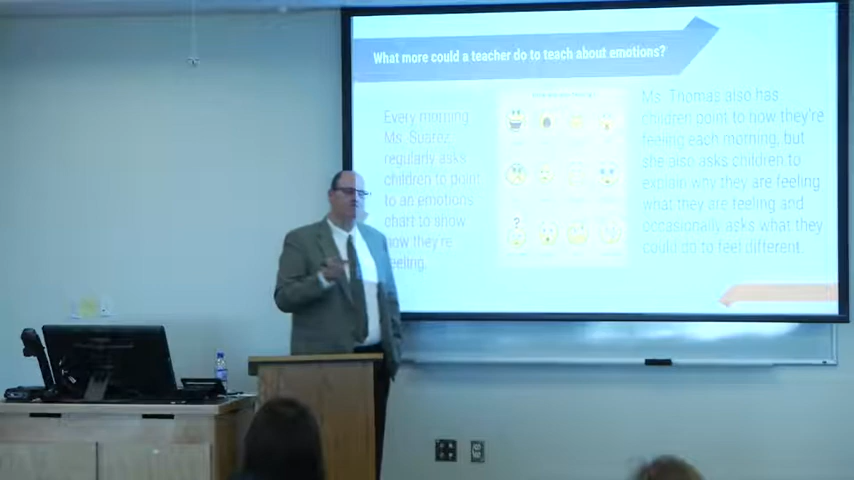 What more could a teacher do to teach about emotions?
Every morning
Ms. Suarez
regularly asks
children to point
to an emotions
chart to show
how they're
feeling.
Ms. Thomas also has
children point to how they're
feeling each morning, but
she also asks children to
explain why they are feeling
what they are feeling and
occasionally asks what they
could do to feel different.